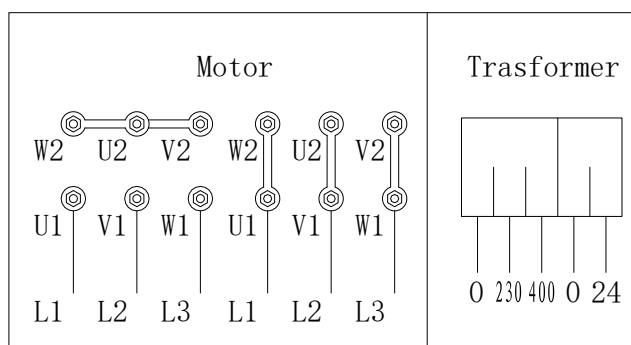 Motor
Trasformer
W2 U2 V2 W2 U2 V2
U1 V1 W1 U1 V1 W1
L1 L2 L3 L1 L2 L3
0 230 400 0 24